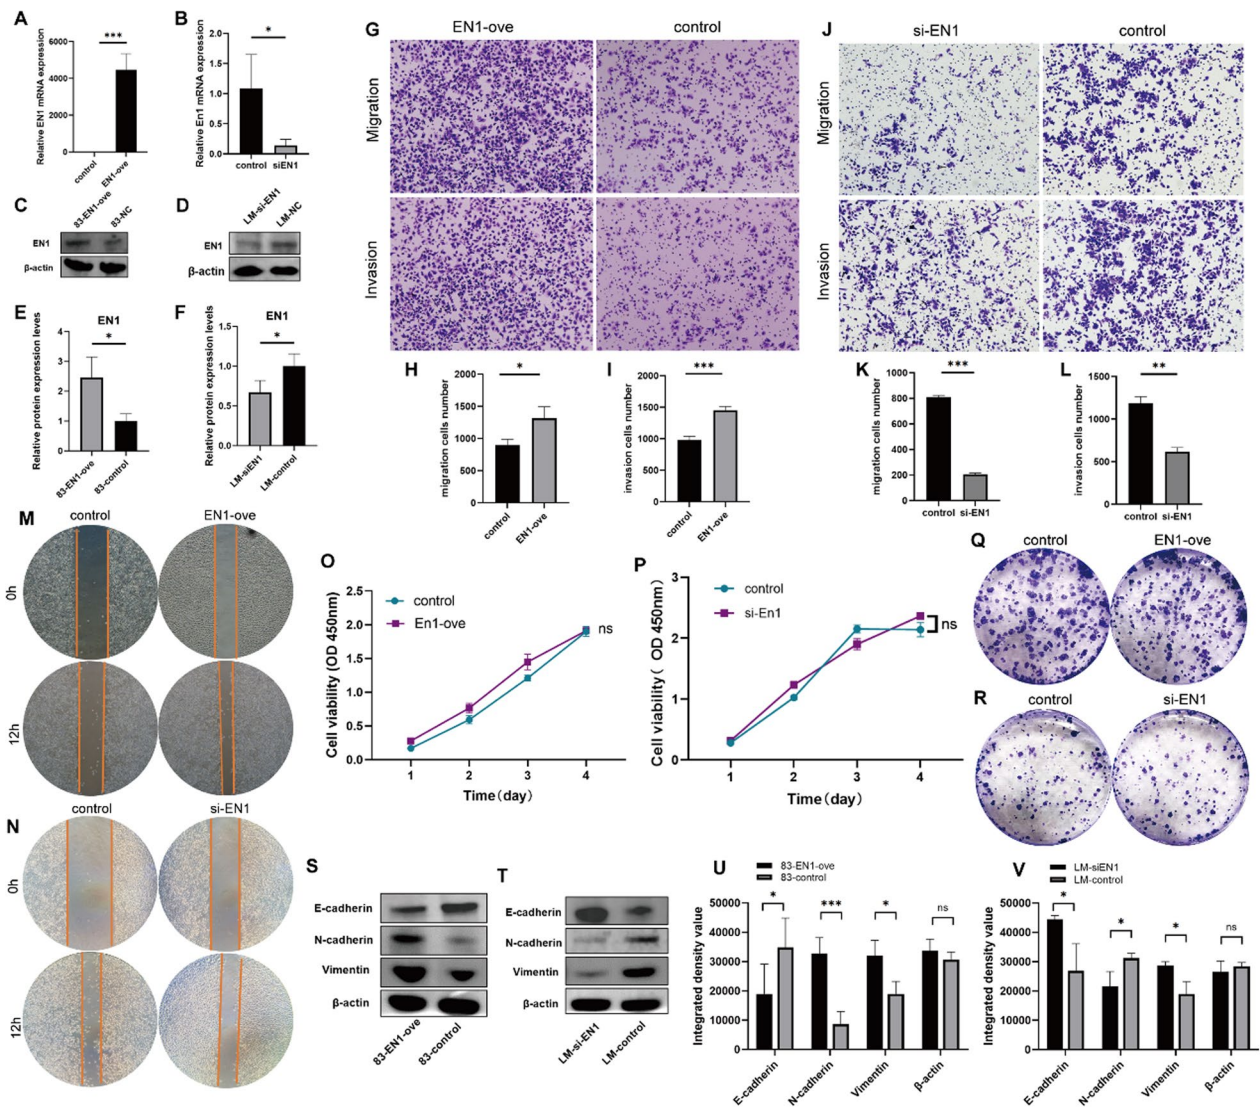 A
Relative EN1 mRNA expression
6000
4000
2000
0
***
control
EN1-ove
B
Relative En1 mRNA expression
2.0
1.5
1.0
0.5
0.0
*
control
siEN1
C
83-EN1-ove
83-NC
EN1
β-actin
D
LM-si-EN1
LM-NC
EN1
β-actin
E
EN1
Relative protein expression leves
4
3
2
1
0
*
83-EN1-ove
83-control
F
EN1
Relative protein expression levels
1.5
1.0
0.5
0.0
*
LM-siEN1
LM-control
G
EN1-ove
control
Migration
Invasion
H
migration cells number
2000
1500
1000
500
0
*
control
EN1-ove
I
invasion cells number
2000
1500
1000
500
0
***
control
EN1-ove
J
si-EN1
control
Migration
Invasion
K
migration cells number
1000
800
600
400
200
0
***
control
si-EN1
L
invasion cells number
1500
1000
500
0
**
control
si-EN1
M
control
EN1-ove
0h
12h
N
control
si-EN1
0h
12h
O
Cell viability (OD 450nm)
2.5
2.0
1.5
1.0
0.5
0.0
control
En1-ove
ns
1 2 3 4
Time(day)
P
Cell viability ( OD 450nm)
3
2
1
0
control
si-En1
ns
1 2 3 4
Time(day)
Q
control
EN1-ove
R
control
si-EN1
S
E-cadherin
N-cadherin
Vimentin
β-actin
83-EN1-ove
83-control
T
E-cadherin
N-cadherin
Vimentin
β-actin
LM-si-EN1
LM-control
U
83-EN1-ove
83-control
Integrated density value
50000
40000
30000
20000
10000
0
*
***
*
ns
E-cadherin
N-cadherin
Vimentin
β-actin
V
LM-siEN1
LM-control
Integrated density value
50000
40000
30000
20000
10000
0
*
*
*
ns
E-cadherin
N-cadherin
Vimentin
β-actin